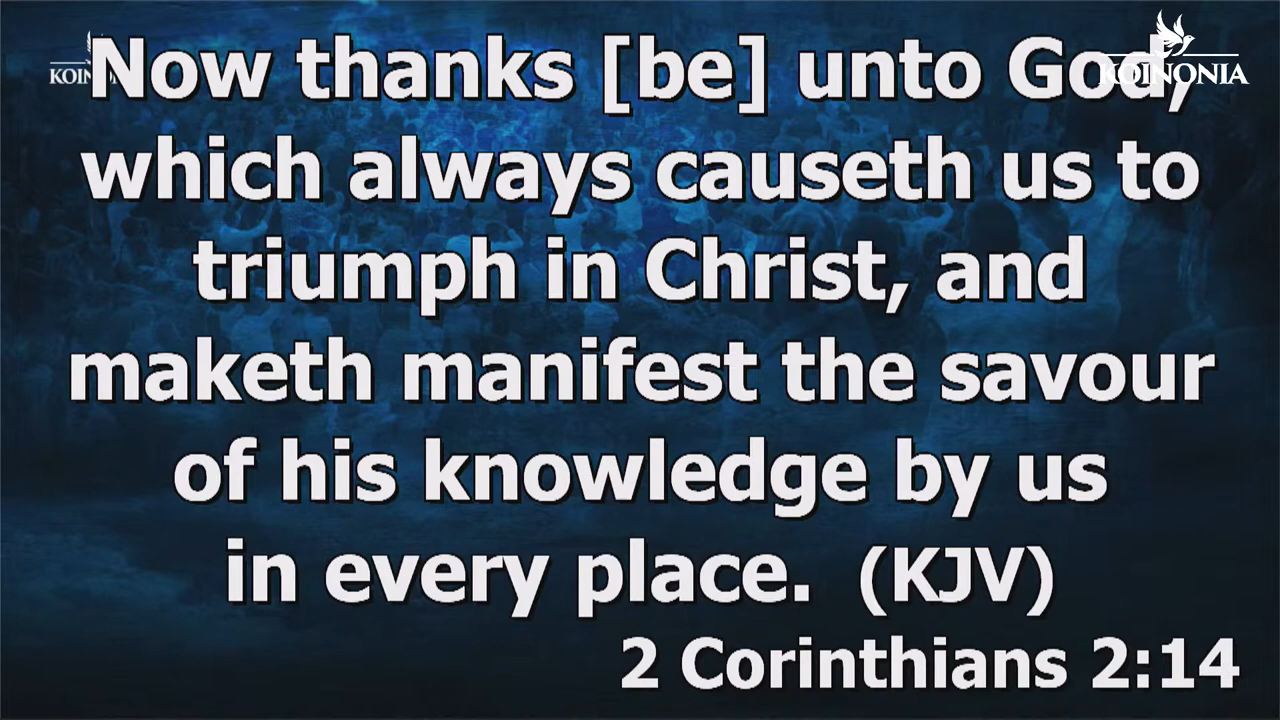 Now thanks [be] unto God,
which always causeth us to
triumph in Christ, and
maketh manifest the savour
of his knowledge by us
in every place. (KJV)
2 Corinthians 2:14
KOINONIA